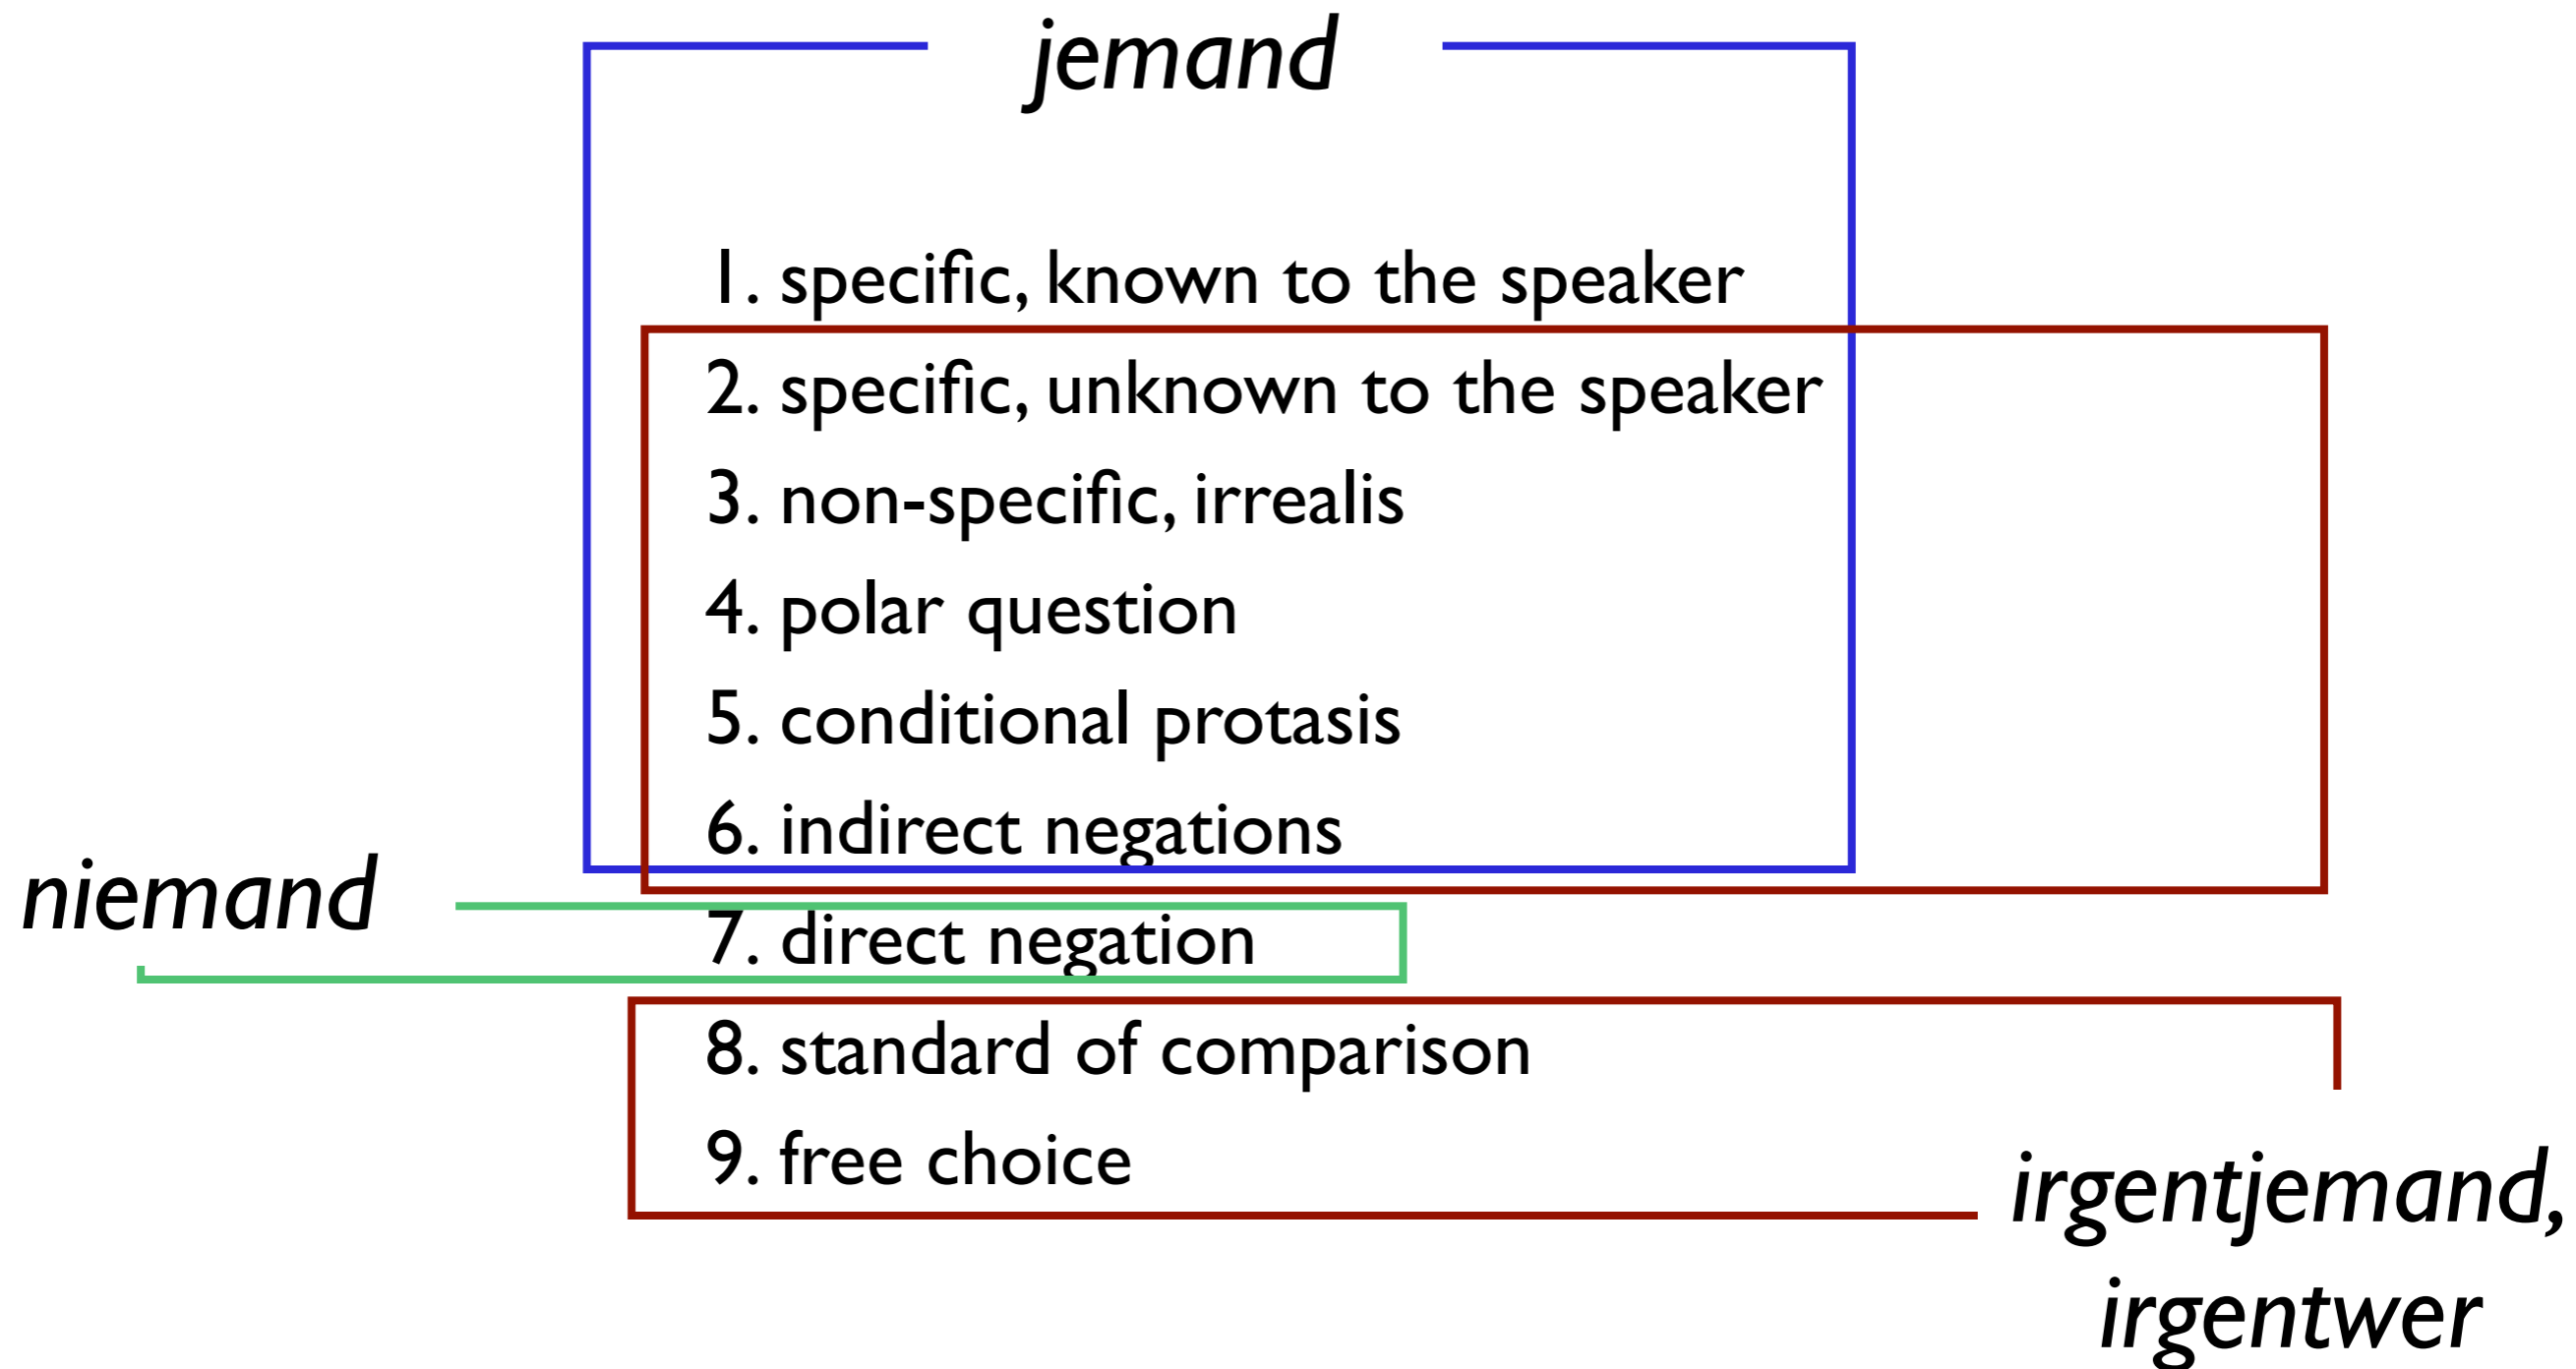 jemand
1. specific, known to the speaker
2. specific, unknown to the speaker
3. non-specific, irrealis
4. polar question
5. conditional protasis
6. indirect negations
niemand
7. direct negation
8. standard of comparison
9. free choice
irgentjemand,
irgentwer